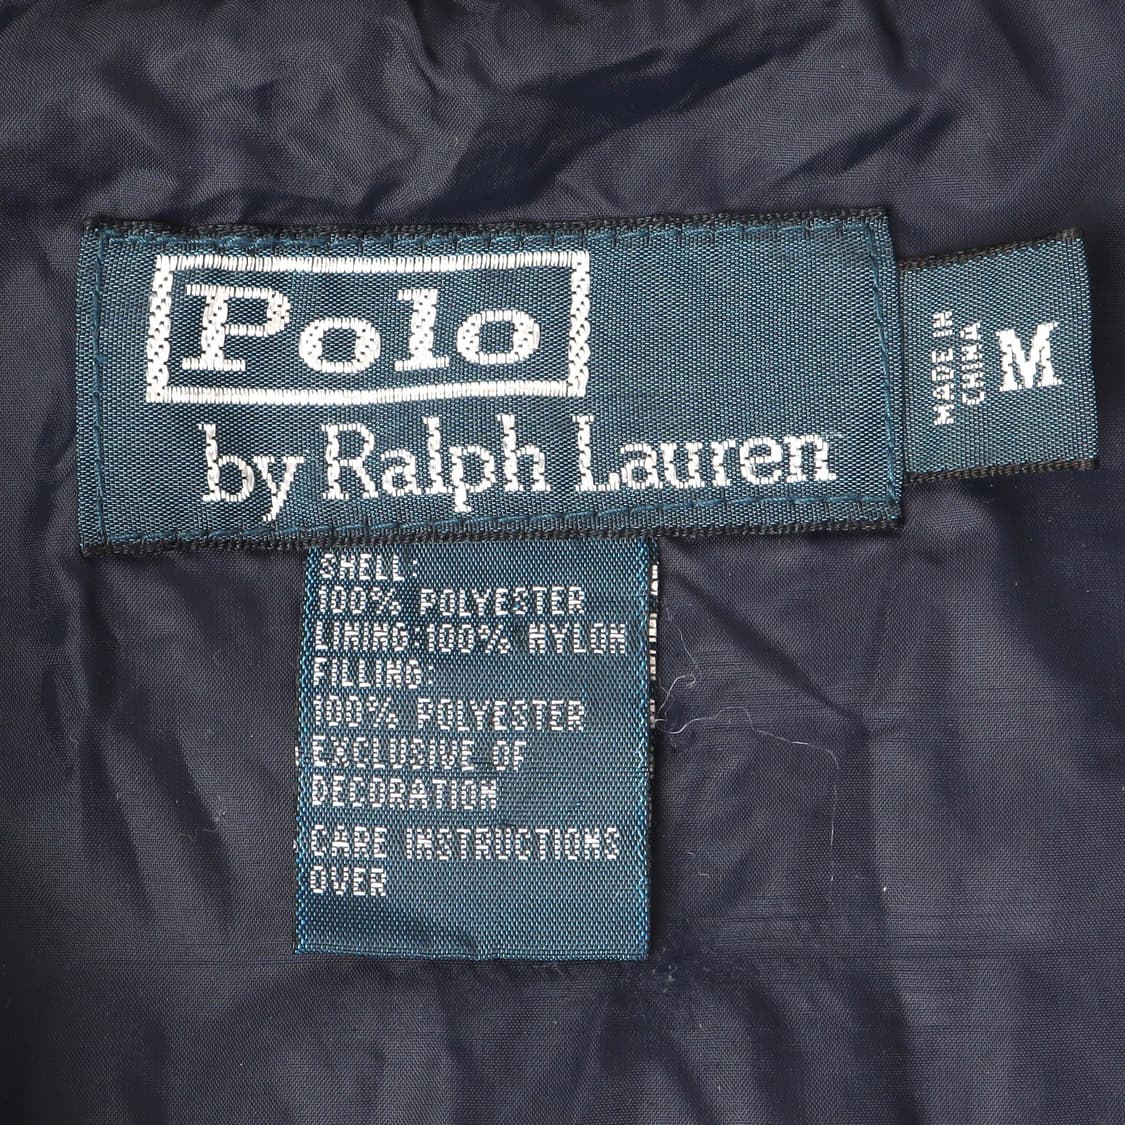 Polo
by Ralph Lauren
MADE IN
CHINA
M
SHELL:
100% POLYESTER
LINING:100% NYLON
FILLING:
100% POLYESTER
EXCLUSIVE OF
DECORATION
CARE INSTRUCTIONS
OVER